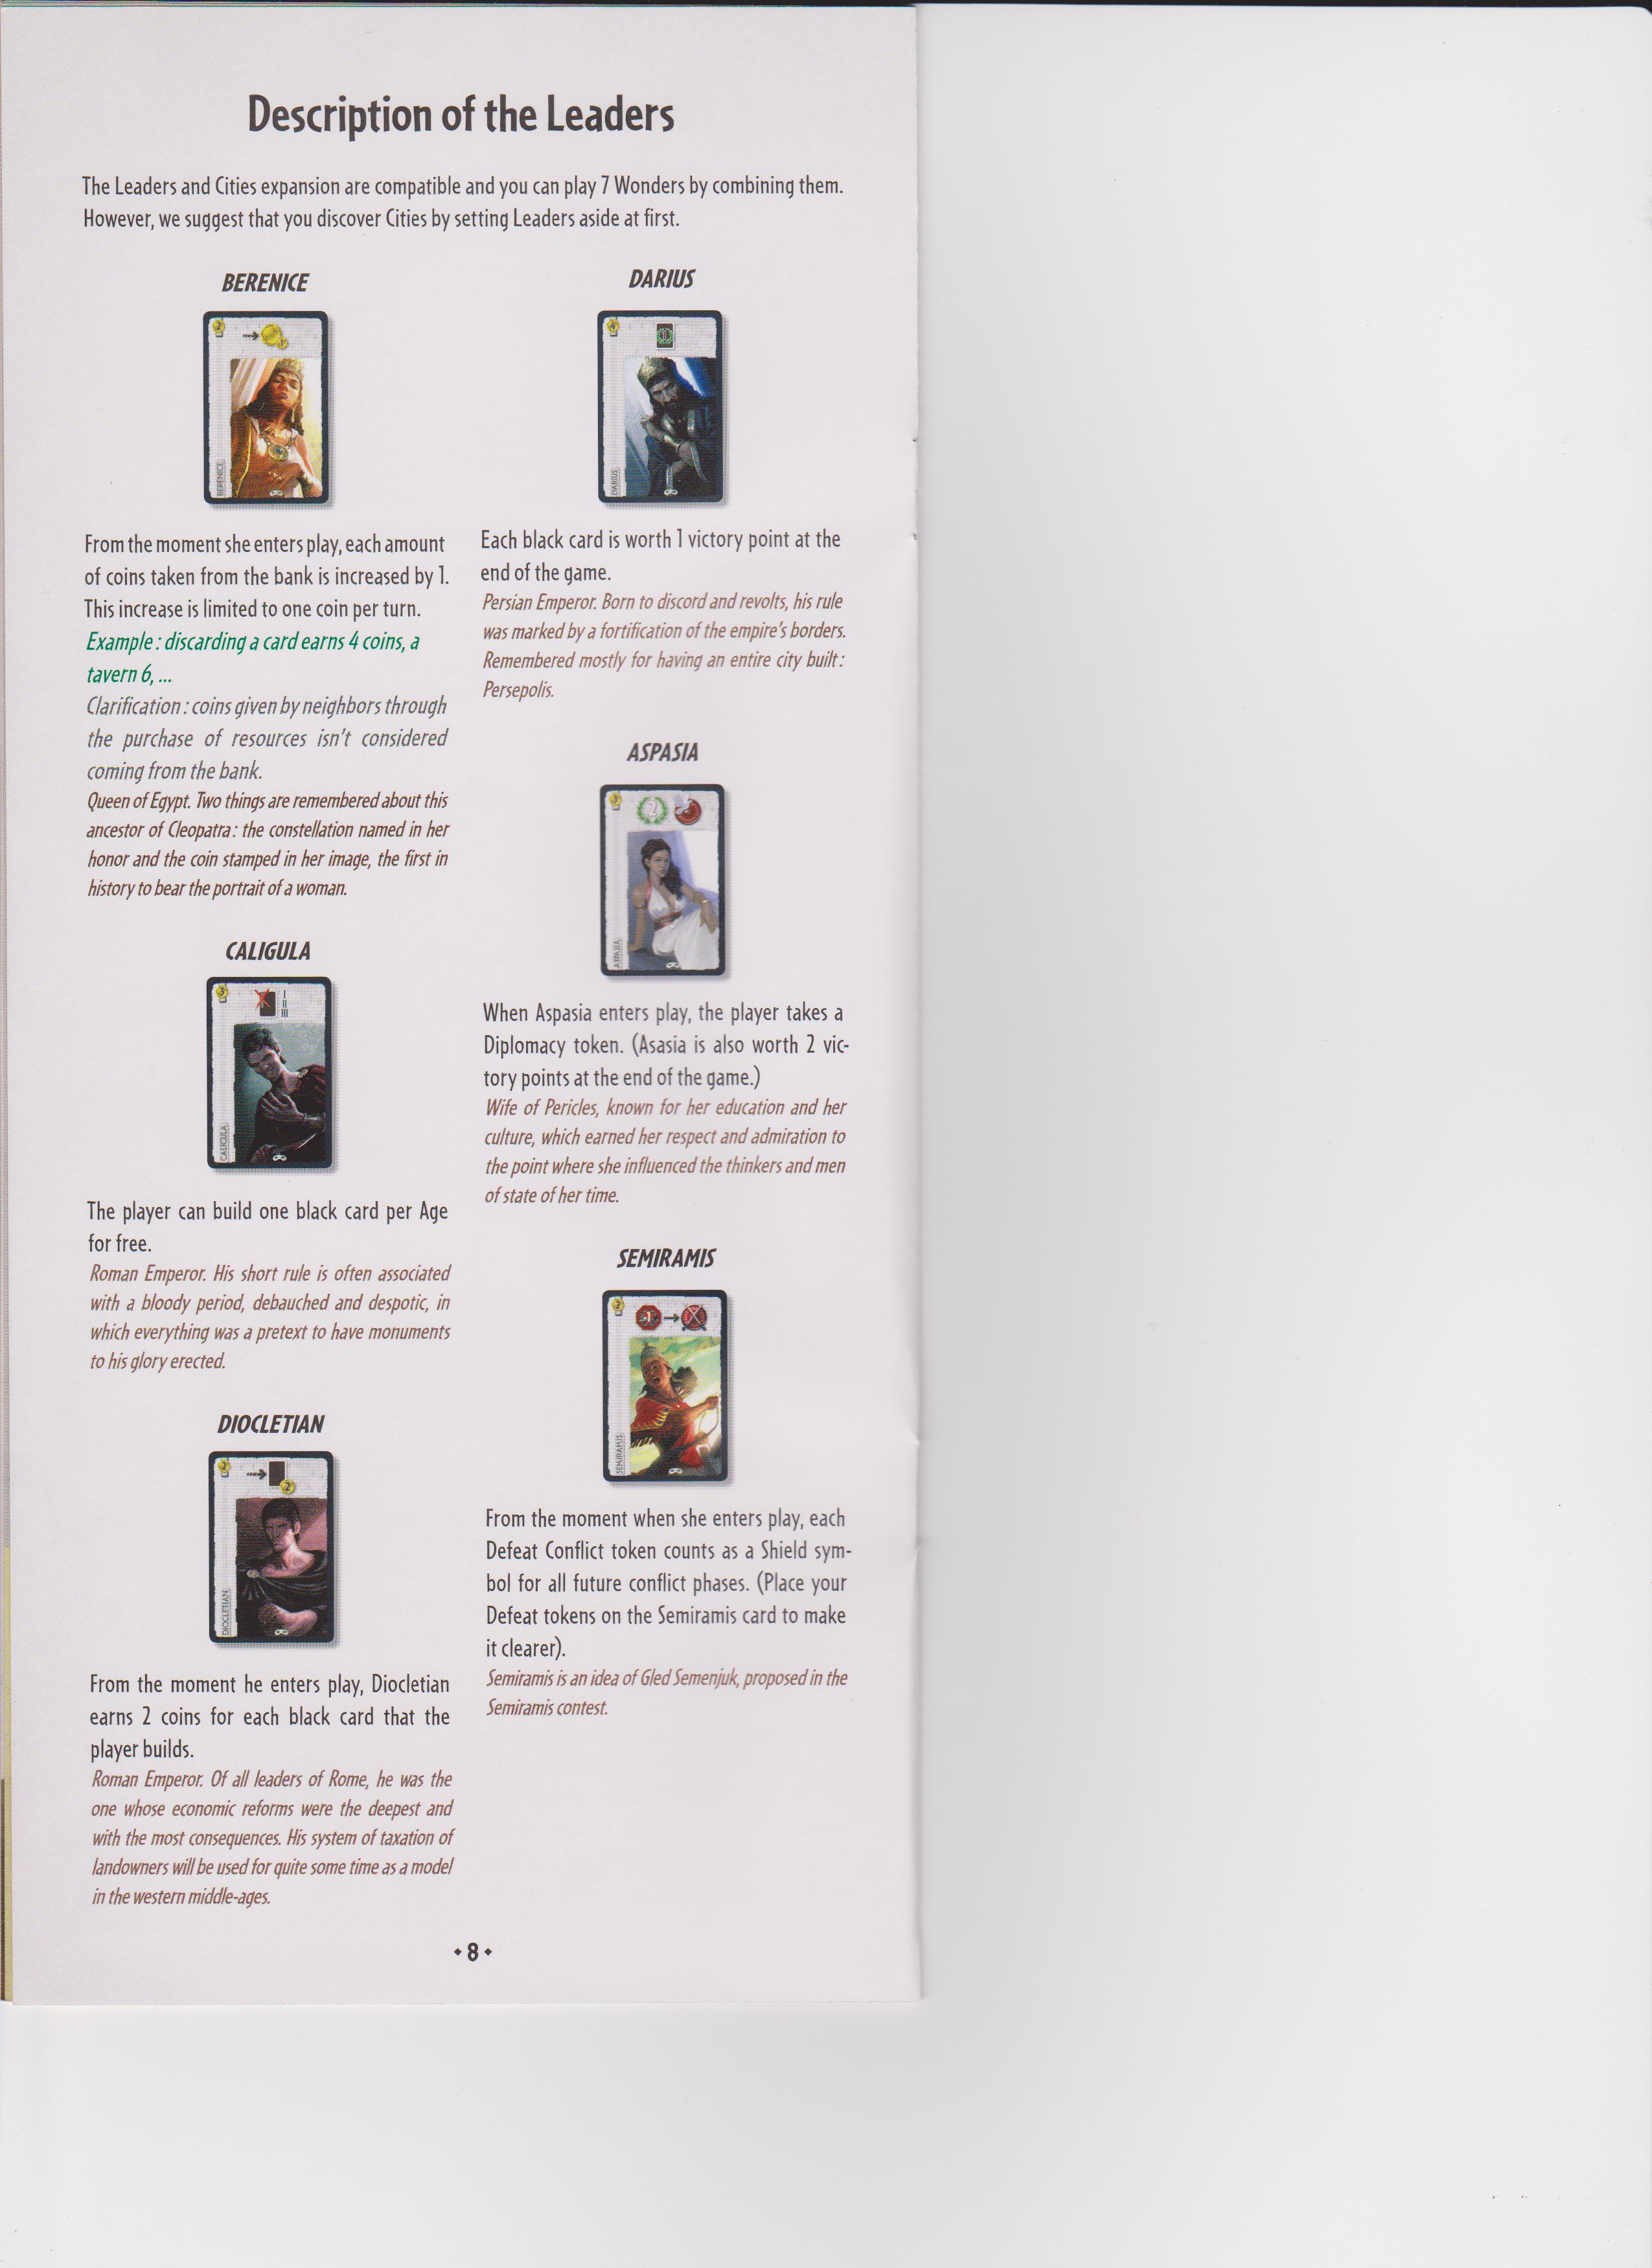 Description of the Leaders
The Leaders and Cities expansion are compatible and you can play 7 Wonders by combining them.
However, we suggest that you discover Cities by setting Leaders aside at first.
BERENICE
2
1
BERENICE
From the moment she enters play, each amount
of coins taken from the bank is increased by 1.
This increase is limited to one coin per turn.
Example : discarding a card earns 4 coins, a
tavern 6, ...
Clarification : coins given by neighbors through
the purchase of resources isn't considered
coming from the bank.
Queen of Egypt. Two things are remembered about this
ancestor of Cleopatra : the constellation named in her
honor and the coin stamped in her image, the first in
history to bear the portrait of a woman.
CALIGULA
3
I
II
III
CALIGULA
The player can build one black card per Age
for free.
Roman Emperor. His short rule is often associated
with a bloody period, debauched and despotic, in
which everything was a pretext to have monuments
to his glory erected.
DIOCLETIAN
2
2
DIOCLETIAN
From the moment he enters play, Diocletian
earns 2 coins for each black card that the
player builds.
Roman Emperor. Of all leaders of Rome, he was the
one whose economic reforms were the deepest and
with the most consequences. His system of taxation of
landowners will be used for quite some time as a model
in the western middle-ages.
DARIUS
4
1
DARIUS
Each black card is worth 1 victory point at the
end of the game.
Persian Emperor. Born to discord and revolts, his rule
was marked by a fortification of the empire's borders.
Remembered mostly for having an entire city built :
Persepolis.
ASPASIA
3
2
ASPASIA
When Aspasia enters play, the player takes a
Diplomacy token. (Asasia is also worth 2 vic-
tory points at the end of the game.)
Wife of Pericles, known for her education and her
culture, which earned her respect and admiration to
the point where she influenced the thinkers and men
of state of her time.
SEMIRAMIS
2
-1
SEMIRAMIS
From the moment when she enters play, each
Defeat Conflict token counts as a Shield sym-
bol for all future conflict phases. (Place your
Defeat tokens on the Semiramis card to make
it clearer).
Semiramis is an idea of Gled Semenjuk, proposed in the
Semiramis contest.
• 8 •